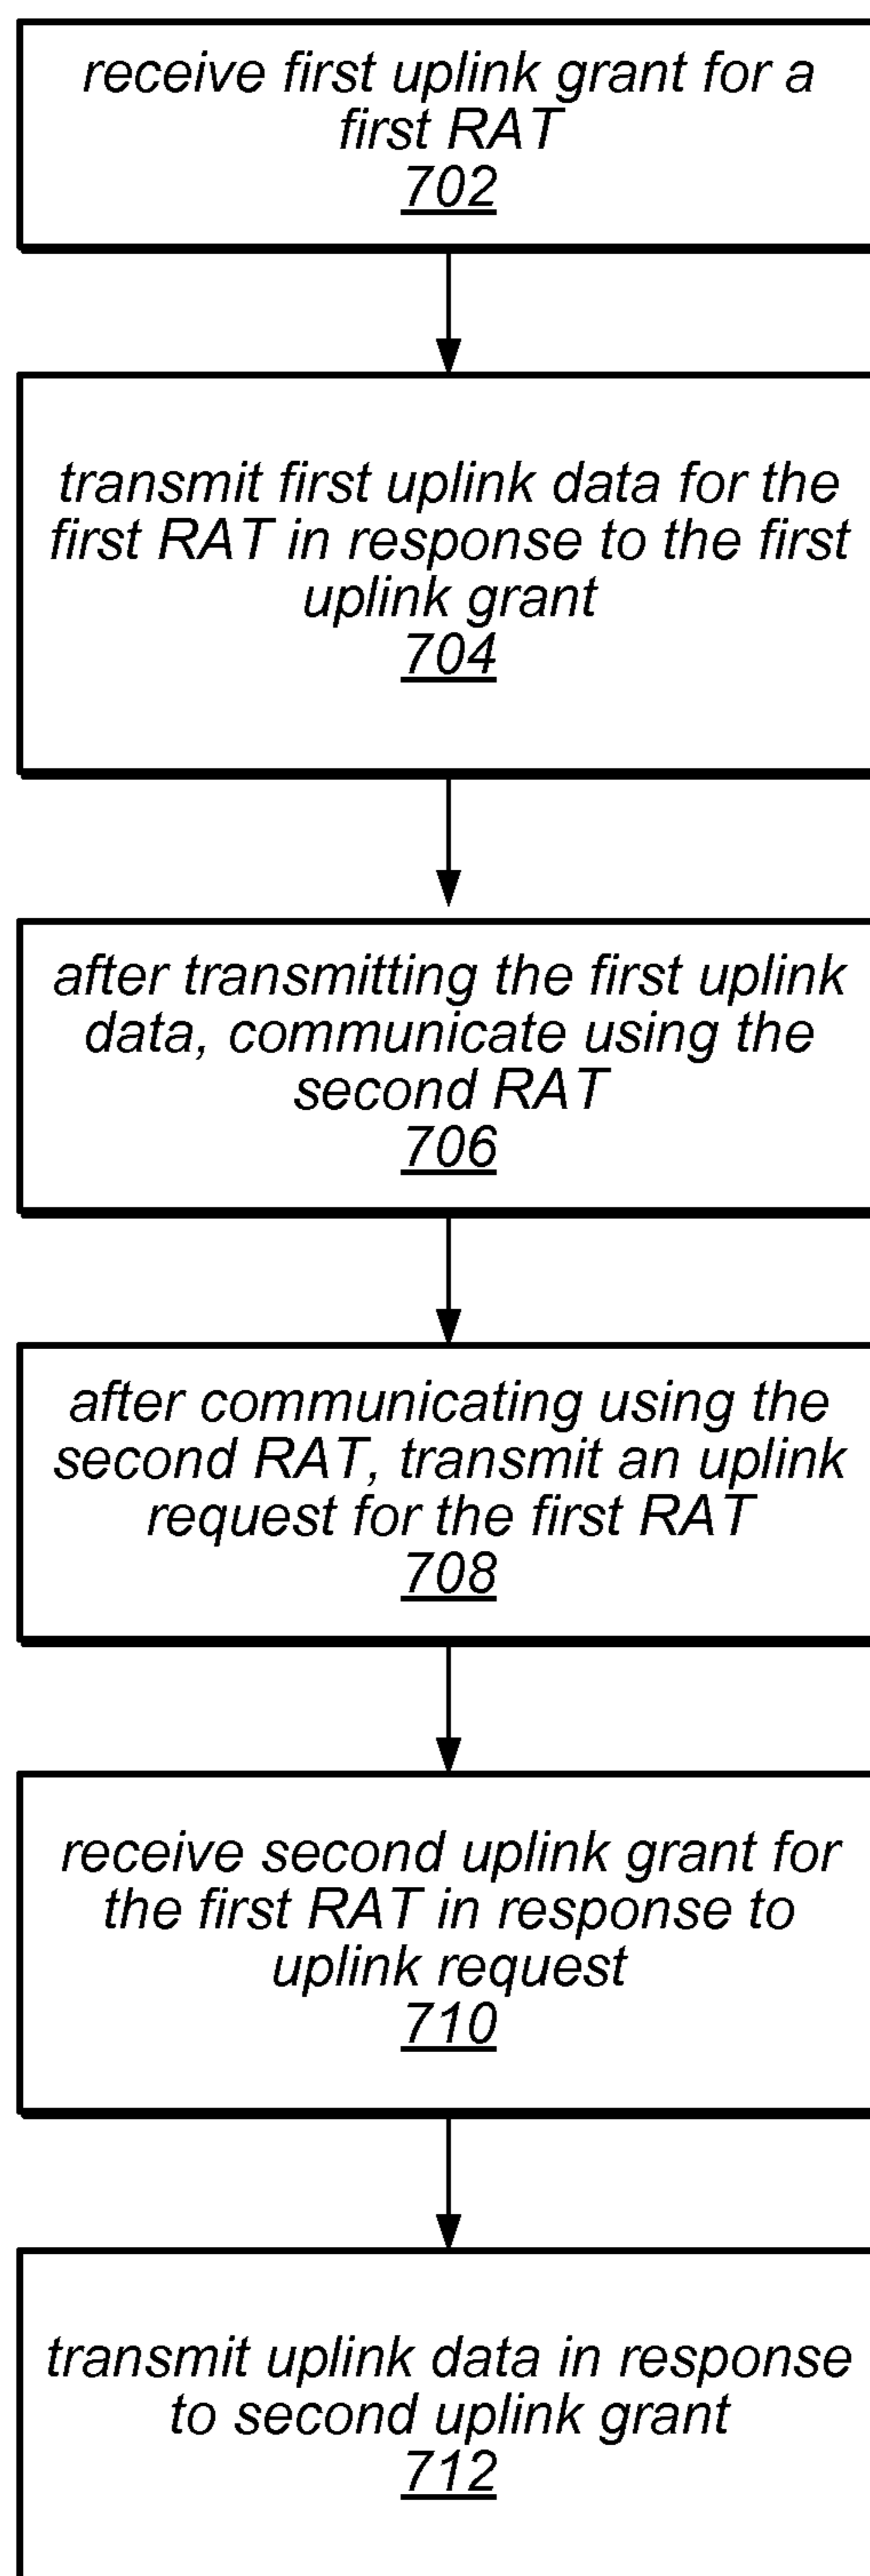 receive first uplink grant for a
first RAT
702
transmit first uplink data for the
first RAT in response to the first
uplink grant
704
after transmitting the first uplink
data, communicate using the
second RAT
706
after communicating using the
second RAT, transmit an uplink
request for the first RAT
708
receive second uplink grant for
the first RAT in response to
uplink request
710
transmit uplink data in response
to second uplink grant
712